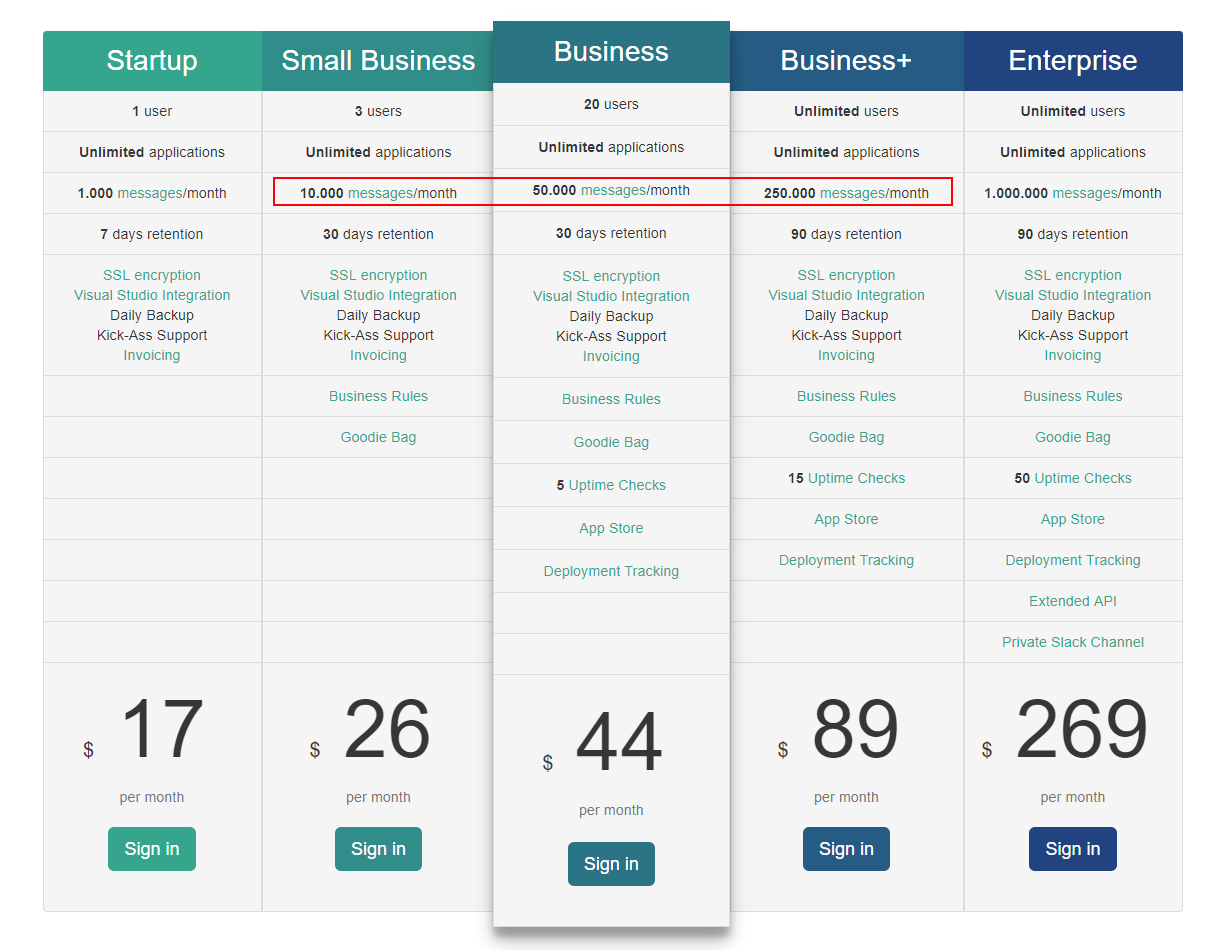 Startup
1 user
Unlimited applications
1.000 messages/month
7 days retention
SSL encryption
Visual Studio Integration
Daily Backup
Kick-Ass Support
Invoicing
$ 17
per month
Sign in
Small Business
3 users
Unlimited applications
10.000 messages/month
30 days retention
SSL encryption
Visual Studio Integration
Daily Backup
Kick-Ass Support
Invoicing
Business Rules
Goodie Bag
$ 26
per month
Sign in
Business
20 users
Unlimited applications
50.000 messages/month
30 days retention
SSL encryption
Visual Studio Integration
Daily Backup
Kick-Ass Support
Invoicing
Business Rules
Goodie Bag
5 Uptime Checks
App Store
Deployment Tracking
$ 44
per month
Sign in
Business+
Unlimited users
Unlimited applications
250.000 messages/month
90 days retention
SSL encryption
Visual Studio Integration
Daily Backup
Kick-Ass Support
Invoicing
Business Rules
Goodie Bag
15 Uptime Checks
App Store
Deployment Tracking
$ 89
per month
Sign in
Enterprise
Unlimited users
Unlimited applications
1.000.000 messages/month
90 days retention
SSL encryption
Visual Studio Integration
Daily Backup
Kick-Ass Support
Invoicing
Business Rules
Goodie Bag
50 Uptime Checks
App Store
Deployment Tracking
Extended API
Private Slack Channel
$ 269
per month
Sign in